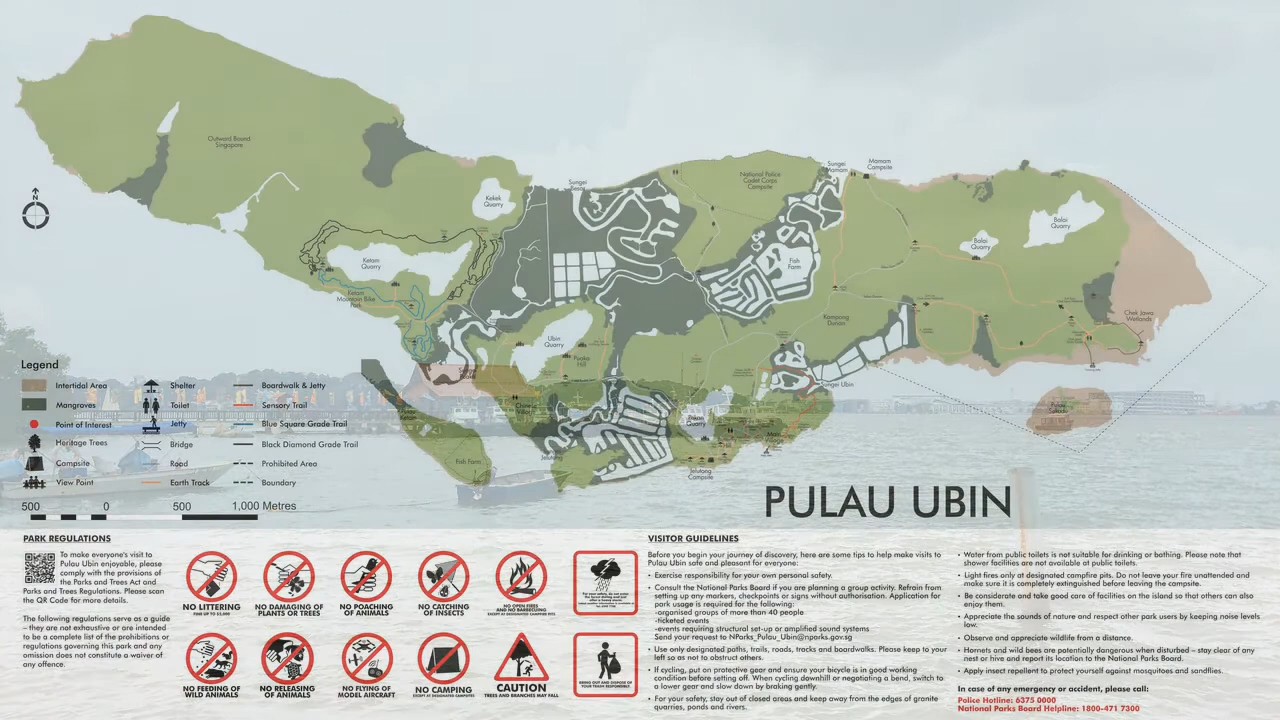 Outward Bound
Singapore
Kekek
Quarry
Sungei
National Police
Cadet Corps
Campsite
Sungei
Mamam
Mamam
Campsite
Ketam
Quarry
Ketam
Mountain Bike
Park
Fish
Farm
Balai
Quarry
Balai
Quarry
Ubin
Quarry
Puaka
Hill
Kampong
Durian
Chek Jawa
Wetlands
Sungei Ubin
Pekan
Quarry
Fish Farm
Jelutong
Campsite
Pulau
Sekudu
N
Legend
Intertidal Area
Mangroves
Point of Interest
Heritage Trees
Campsite
View Point
Shelter
Toilet
Jetty
Bridge
Road
Earth Track
Boardwalk & Jetty
Sensory Trail
Blue Square Grade Trail
Black Diamond Grade Trail
Prohibited Area
Boundary
500 0 500 1,000 Metres
PULAU UBIN
PARK REGULATIONS
To make everyone's visit to
Pulau Ubin enjoyable, please
comply with the provisions of
the Parks and Trees Act and
Parks and Trees Regulations. Please scan
the QR Code for more details.
The following regulations serve as a guide
– they are not exhaustive or are intended
to be a complete list of the prohibitions or
regulations governing this park and any
omission does not constitute a waiver of
any offence.
NO LITTERING
FINE UP TO $2,000
NO DAMAGING OF
PLANTS OR TREES
NO POACHING
OF ANIMALS
NO CATCHING
OF INSECTS
NO OPEN FIRES
AND NO BARBECUING
EXCEPT AT DESIGNATED CAMPFIRE PITS
NO FEEDING OF
WILD ANIMALS
NO RELEASING
OF ANIMALS
NO FLYING OF
MODEL AIRCRAFT
NO CAMPING
EXCEPT AT DESIGNATED CAMPSITES
CAUTION
TREES AND BRANCHES MAY FALL
BRING OUT AND DISPOSE OF
YOUR TRASH RESPONSIBLY.
VISITOR GUIDELINES
Before you begin your journey of discovery, here are some tips to help make visits to
Pulau Ubin safe and pleasant for everyone:
• Exercise responsibility for your own personal safety.
• Consult the National Parks Board if you are planning a group activity. Refrain from
setting up any markers, checkpoints or signs without authorisation. Application for
park usage is required for the following:
-organised groups of more than 40 people
-ticketed events
-events requiring structural set-up or amplified sound systems
Send your request to NParks_Pulau_Ubin@nparks.gov.sg
• Use only designated paths, trails, roads, tracks and boardwalks. Please keep to your
left so as not to obstruct others.
• If cycling, put on protective gear and ensure your bicycle is in good working
condition before setting off. When cycling downhill or negotiating a bend, switch to
a lower gear and slow down by braking gently.
• For your safety, stay out of closed areas and keep away from the edges of granite
quarries, ponds and rivers.
• Water from public toilets is not suitable for drinking or bathing. Please note that
shower facilities are not available at public toilets.
• Light fires only at designated campfire pits. Do not leave your fire unattended and
make sure it is completely extinguished before leaving the campsite.
• Be considerate and take good care of facilities on the island so that others can also
enjoy them.
• Appreciate the sounds of nature and respect other park users by keeping noise levels
low.
• Observe and appreciate wildlife from a distance.
• Hornets and wild bees are potentially dangerous when disturbed – stay clear of any
nest or hive and report its location to the National Parks Board.
• Apply insect repellent to protect yourself against mosquitoes and sandflies.
In case of any emergency or accident, please call:
Police Hotline: 6375 0000
National Parks Board Helpline: 1800-471 7300